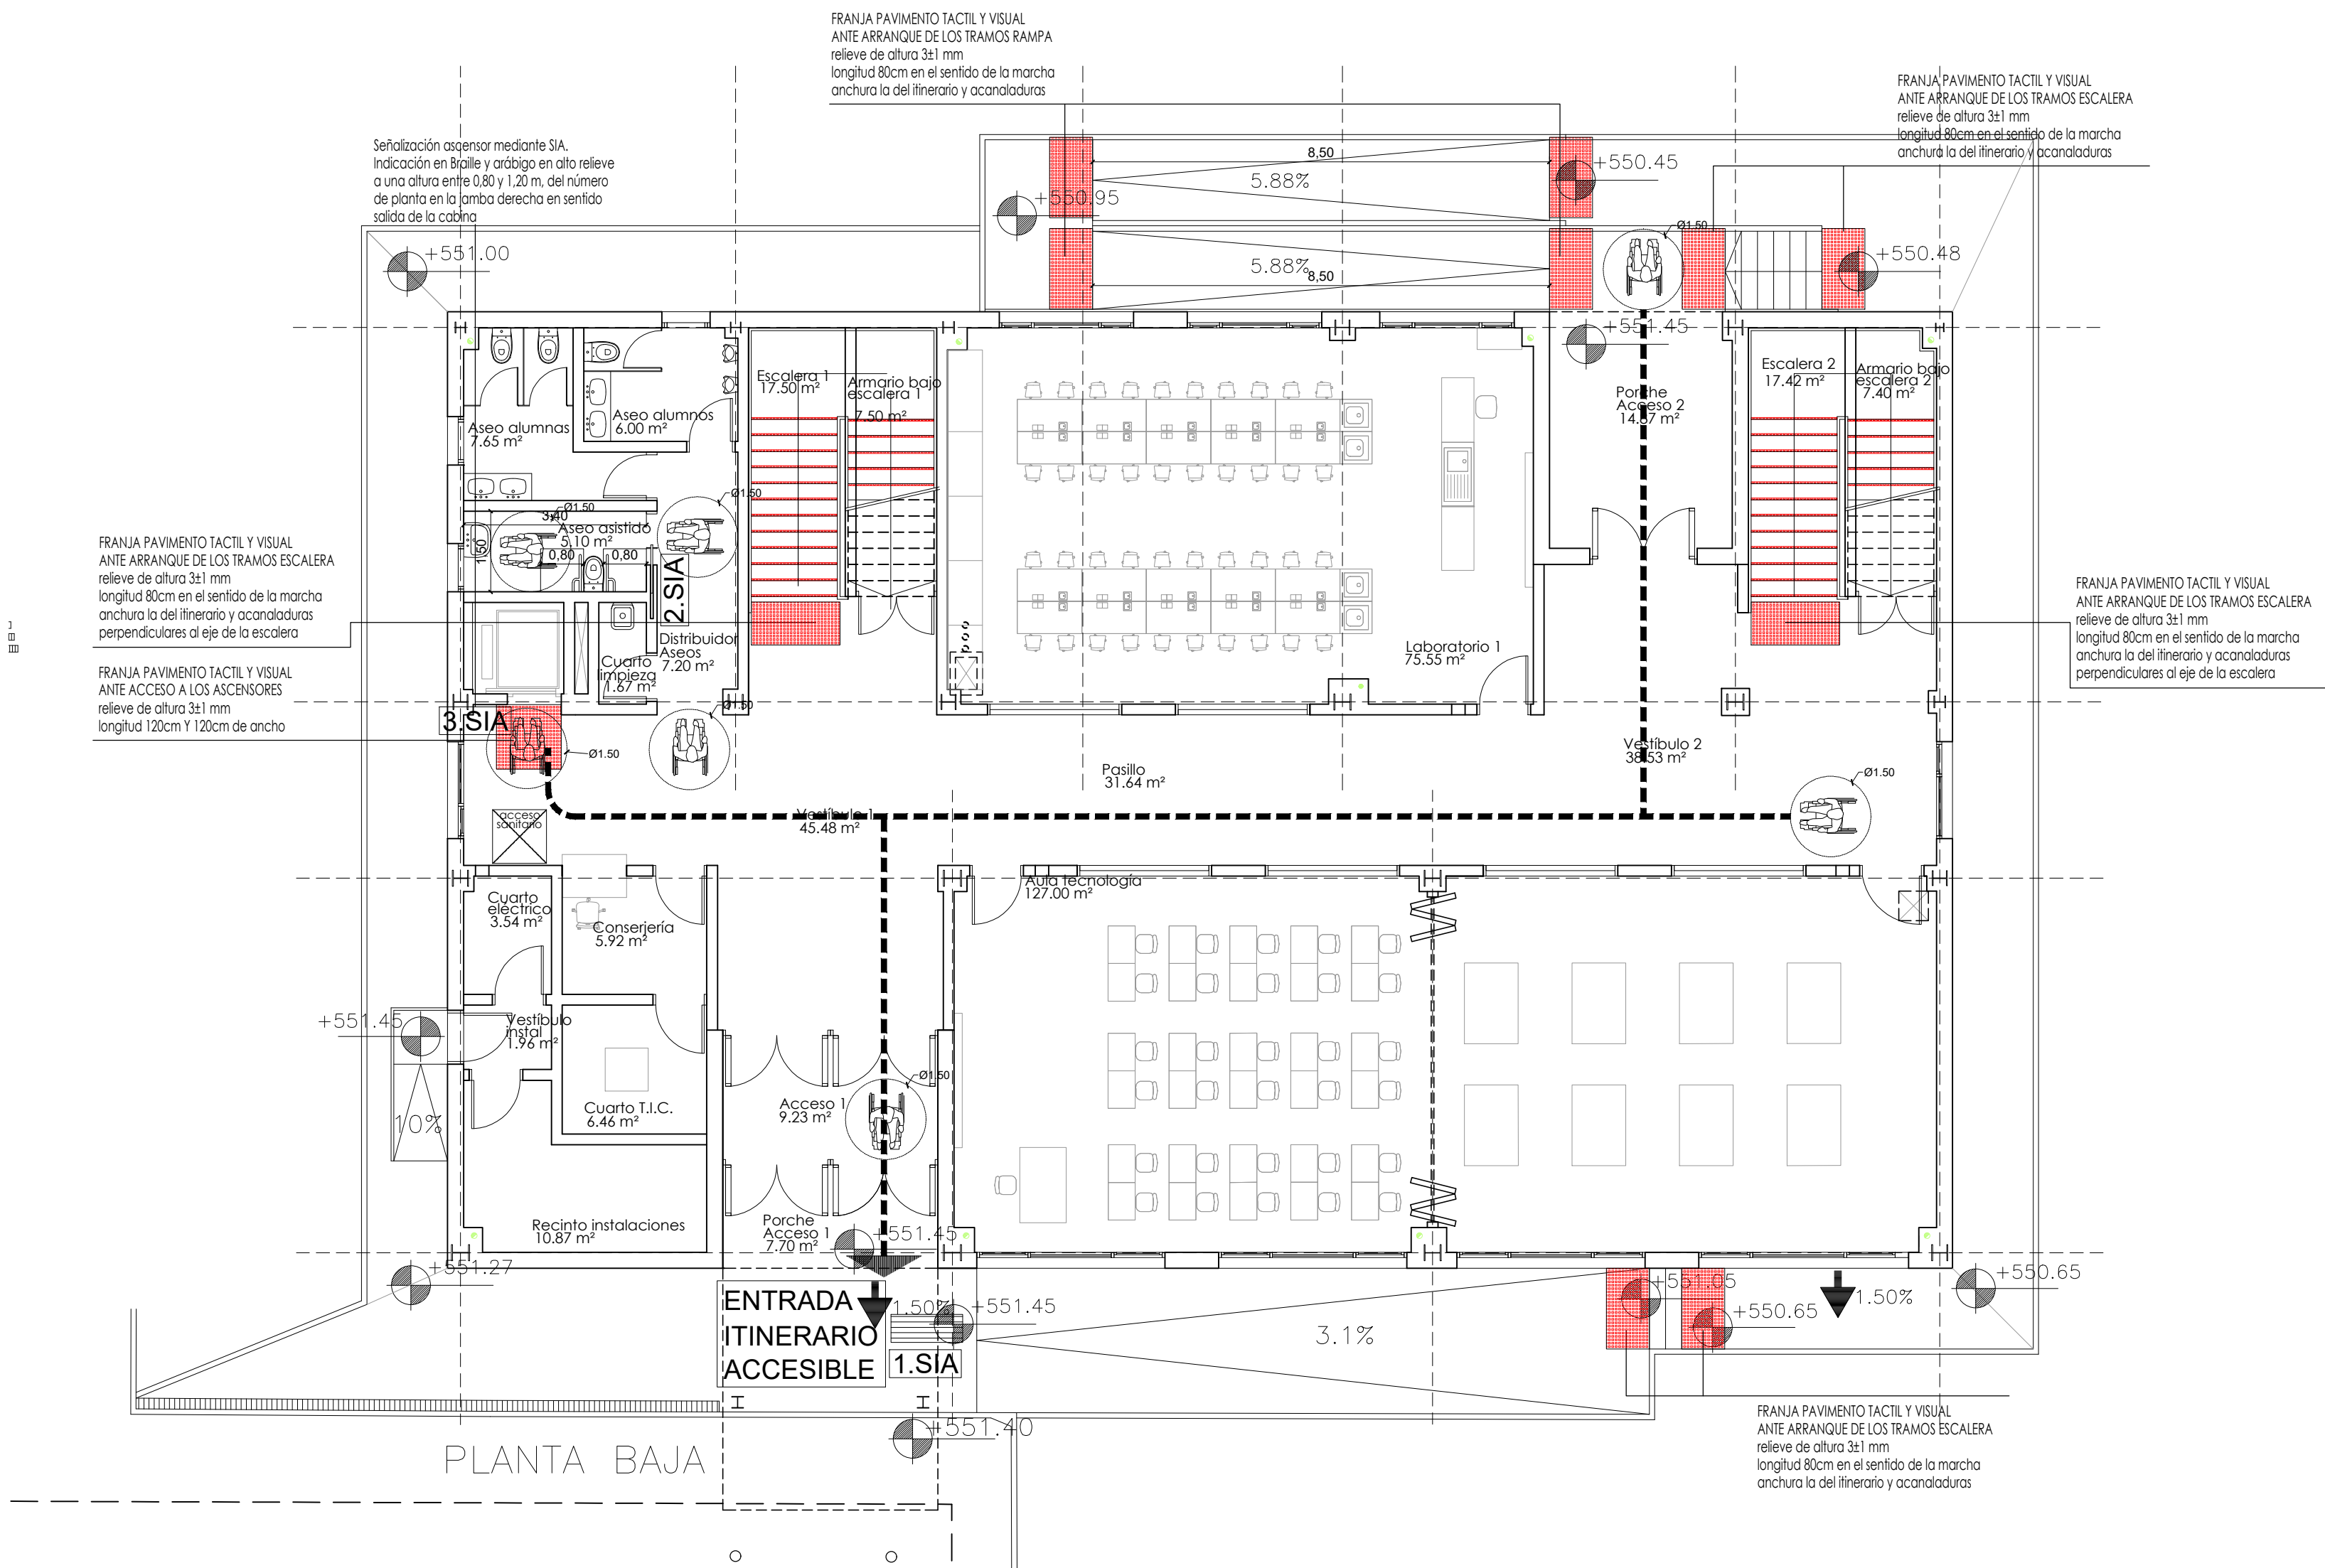 FRANJA PAVIMENTO TACTIL Y VISUAL
ANTE ARRANQUE DE LOS TRAMOS RAMPA
relieve de altura 3±1 mm
longitud 80cm en el sentido de la marcha
anchura la del itinerario y acanaladuras
FRANJA PAVIMENTO TACTIL Y VISUAL
ANTE ARRANQUE DE LOS TRAMOS ESCALERA
relieve de altura 3±1 mm
longitud 80cm en el sentido de la marcha
anchura la del itinerario y acanaladuras
Señalización ascensor mediante SIA.
Indicación en Braille y arábigo en alto relieve
a una altura entre 0,80 y 1,20 m, del número
de planta en la jamba derecha en sentido
salida de la cabina
8,50
5.88%
+550.45
+550.95
Ø1.50
+551.00
5.88%
8,50
+550.48
+551.45
Escalera 1
17.50 m²
Armario bajo
escalera 1
7.50 m²
Escalera 2
17.42 m²
Armario bajo
escalera 2
7.40 m²
Porche
Acceso 2
14.67 m²
Aseo alumnos
6.00 m²
Aseo alumnas
7.65 m²
Ø1.50
Ø1.50
3,40
Aseo asistido
5.10 m²
1,50
0,80
0,80
2.SIA
FRANJA PAVIMENTO TACTIL Y VISUAL
ANTE ARRANQUE DE LOS TRAMOS ESCALERA
relieve de altura 3±1 mm
longitud 80cm en el sentido de la marcha
anchura la del itinerario y acanaladuras
perpendiculares al eje de la escalera
FRANJA PAVIMENTO TACTIL Y VISUAL
ANTE ARRANQUE DE LOS TRAMOS ESCALERA
relieve de altura 3±1 mm
longitud 80cm en el sentido de la marcha
anchura la del itinerario y acanaladuras
perpendiculares al eje de la escalera
Distribuidor
Aseos
7.20 m²
Cuarto
limpieza
1.67 m²
Laboratorio 1
75.55 m²
FRANJA PAVIMENTO TACTIL Y VISUAL
ANTE ACCESO A LOS ASCENSORES
relieve de altura 3±1 mm
longitud 120cm Y 120cm de ancho
3.SIA
Ø1.50
Ø1.50
Vestíbulo 2
38.53 m²
Pasillo
31.64 m²
Ø1.50
acceso
sanitario
Vestíbulo 1
45.48 m²
Aula tecnología
127.00 m²
Cuarto
eléctrico
3.54 m²
Conserjería
5.92 m²
+551.45
Vestíbulo
instal
1.96 m²
Ø1.50
10%
Cuarto T.I.C.
6.46 m²
Acceso 1
9.23 m²
Recinto instalaciones
10.87 m²
Porche
Acceso 1
7.70 m²
+551.45
+551.27
ENTRADA
ITINERARIO
ACCESIBLE
1.50%
+551.45
1.SIA
3.1%
+551.05
+550.65
1.50%
+550.65
+551.40
PLANTA BAJA
FRANJA PAVIMENTO TACTIL Y VISUAL
ANTE ARRANQUE DE LOS TRAMOS ESCALERA
relieve de altura 3±1 mm
longitud 80cm en el sentido de la marcha
anchura la del itinerario y acanaladuras